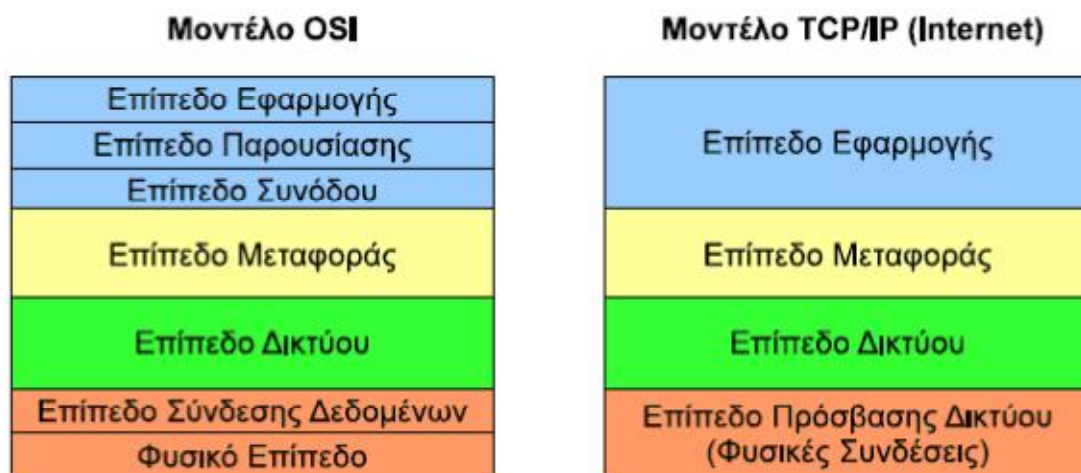 Μοντέλο OSI
Επίπεδο Εφαρμογής
Επίπεδο Παρουσίασης
Επίπεδο Συνόδου
Επίπεδο Μεταφοράς
Επίπεδο Δικτύου
Επίπεδο Σύνδεσης Δεδομένων
Φυσικό Επίπεδο
Μοντέλο TCP/IP (Internet)
Επίπεδο Εφαρμογής
Επίπεδο Μεταφοράς
Επίπεδο Δικτύου
Επίπεδο Πρόσβασης Δικτύου
(Φυσικές Συνδέσεις)